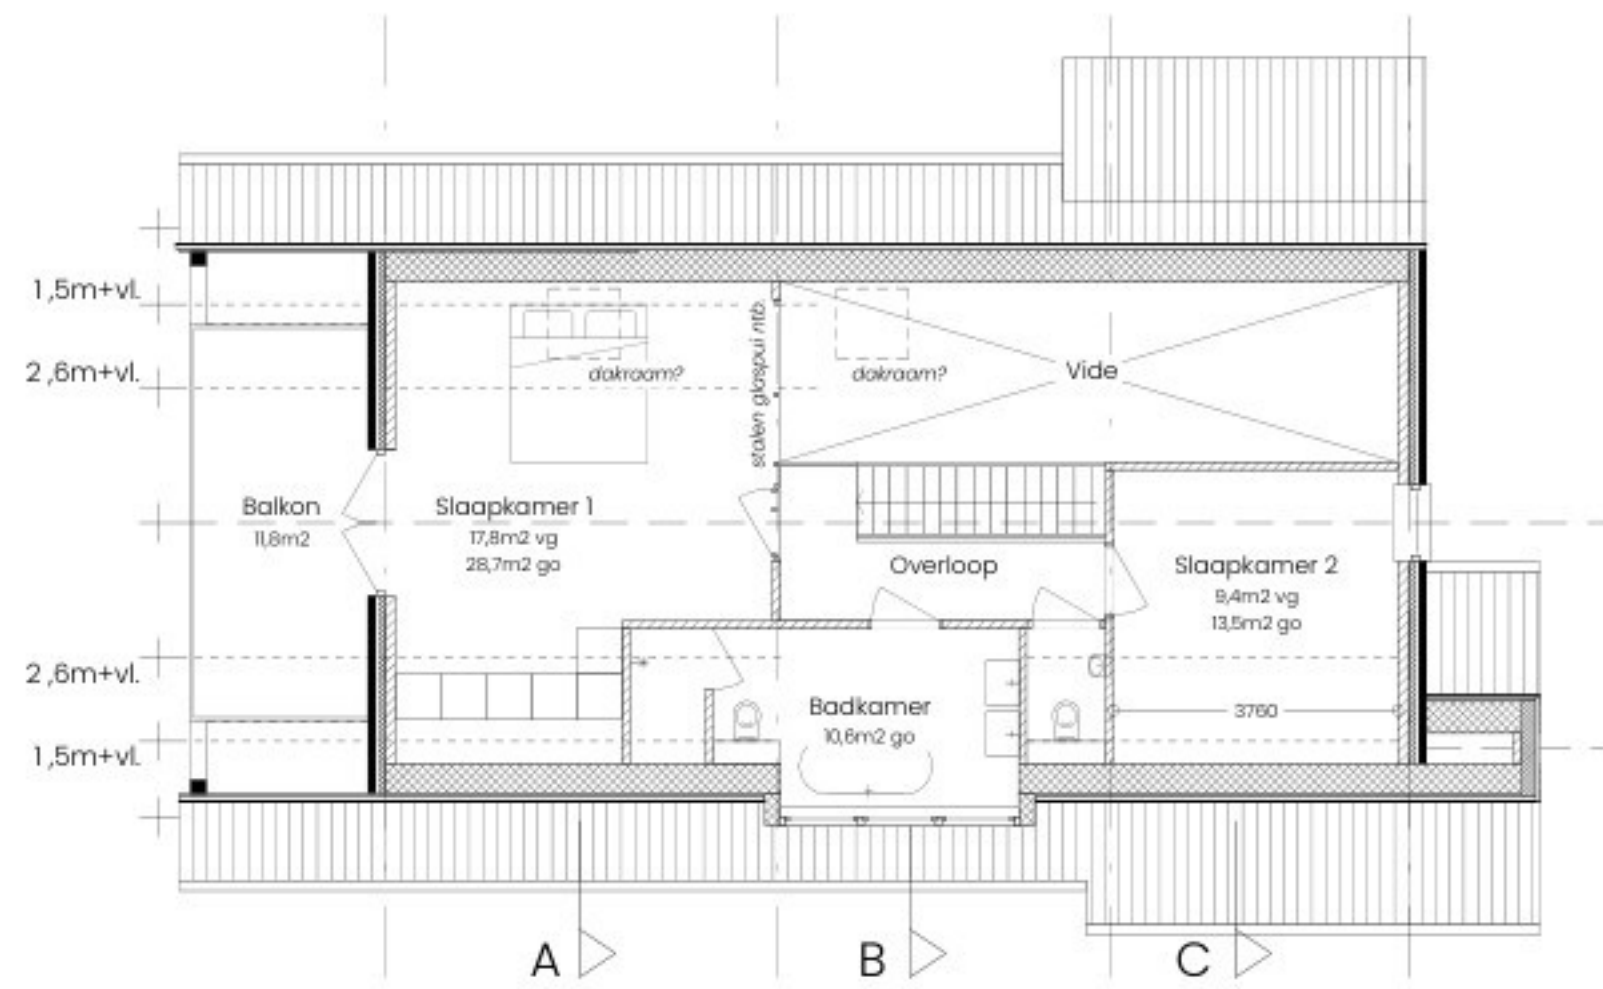 1,5m+vl.
2,6m+vl.
dakraam?
stalen glaspui ntb.
dakraam?
Vide
Balkon
11,8m2
Slaapkamer 1
17,8m2 vg
28,7m2 go
Overloop
Slaapkamer 2
9,4m2 vg
13,5m2 go
2,6m+vl.
Badkamer
10,6m2 go
3760
1,5m+vl.
A
B
C